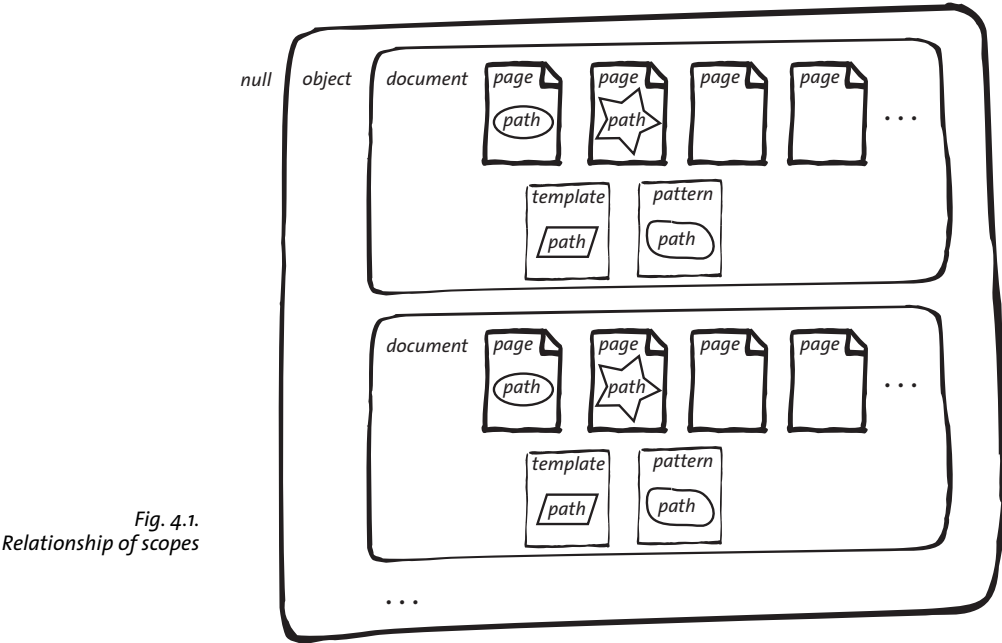 null object document page page page page
path path
...
template pattern
path path
document page page page page
path path
...
template pattern
path path
Fig. 4.1.
Relationship of scopes
...